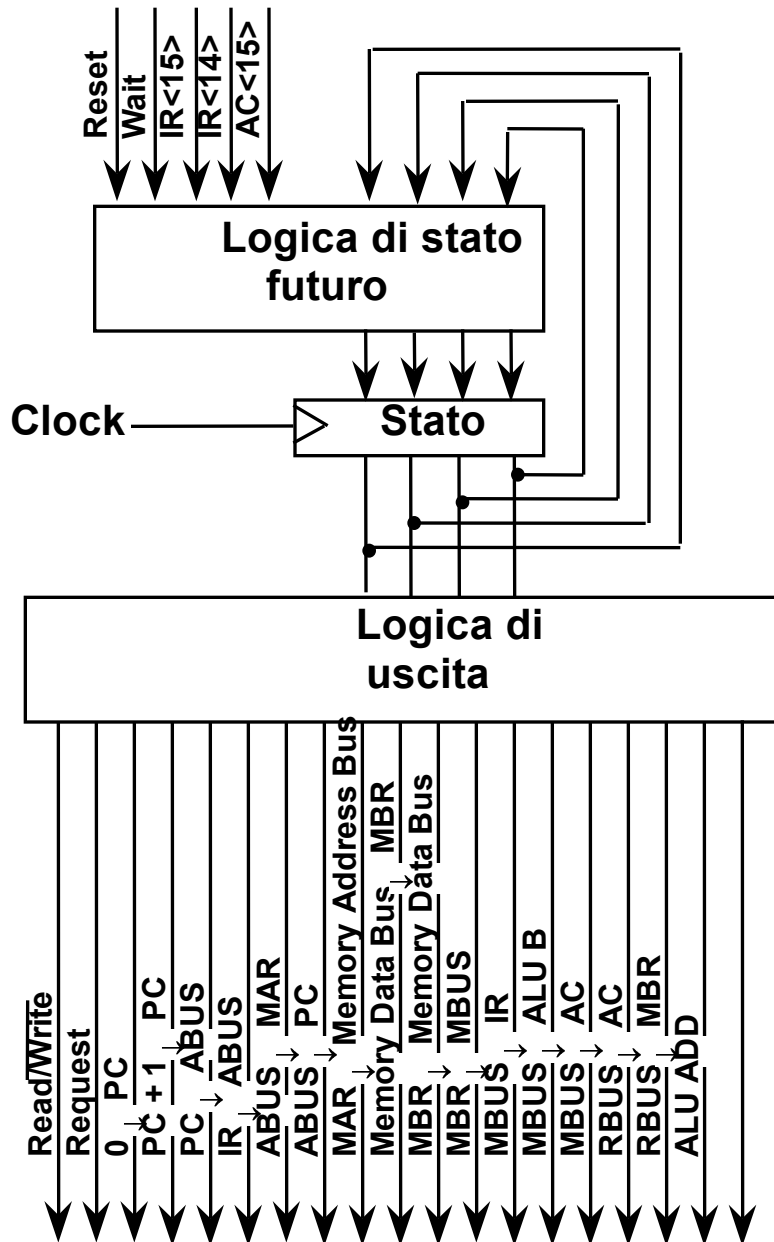 Reset
Wait
IR<15>
IR<14>
AC<15>
Logica di stato
futuro
Clock
Stato
Logica di
uscita
Read/Write
Request
0 → PC
PC + 1 → PC
PC → ABUS
IR → ABUS
ABUS → MAR
ABUS → PC
MAR → Memory Address Bus
Memory Data Bus → MBR
MBR → Memory Data Bus
MBR → MBUS
MBUS → IR
MBUS → ALU B
MBUS → AC
RBUS → AC
RBUS → MBR
ALU ADD